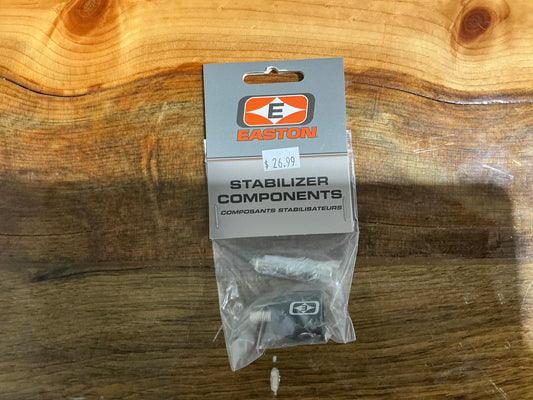 E
EASTON
$ 26.99
STABILIZER
COMPONENTS
COMPOSANTS STABILISATEURS
E